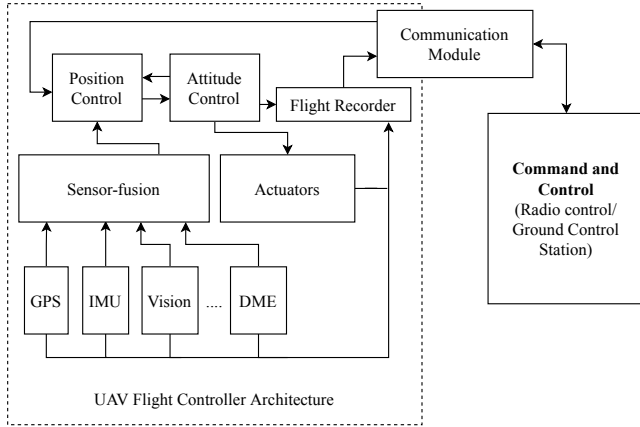 Communication
Module
Position
Control
Attitude
Control
Flight Recorder
Command and
Control
(Radio control/
Ground Control
Station)
Sensor-fusion
Actuators
GPS
IMU
Vision
....
DME
UAV Flight Controller Architecture